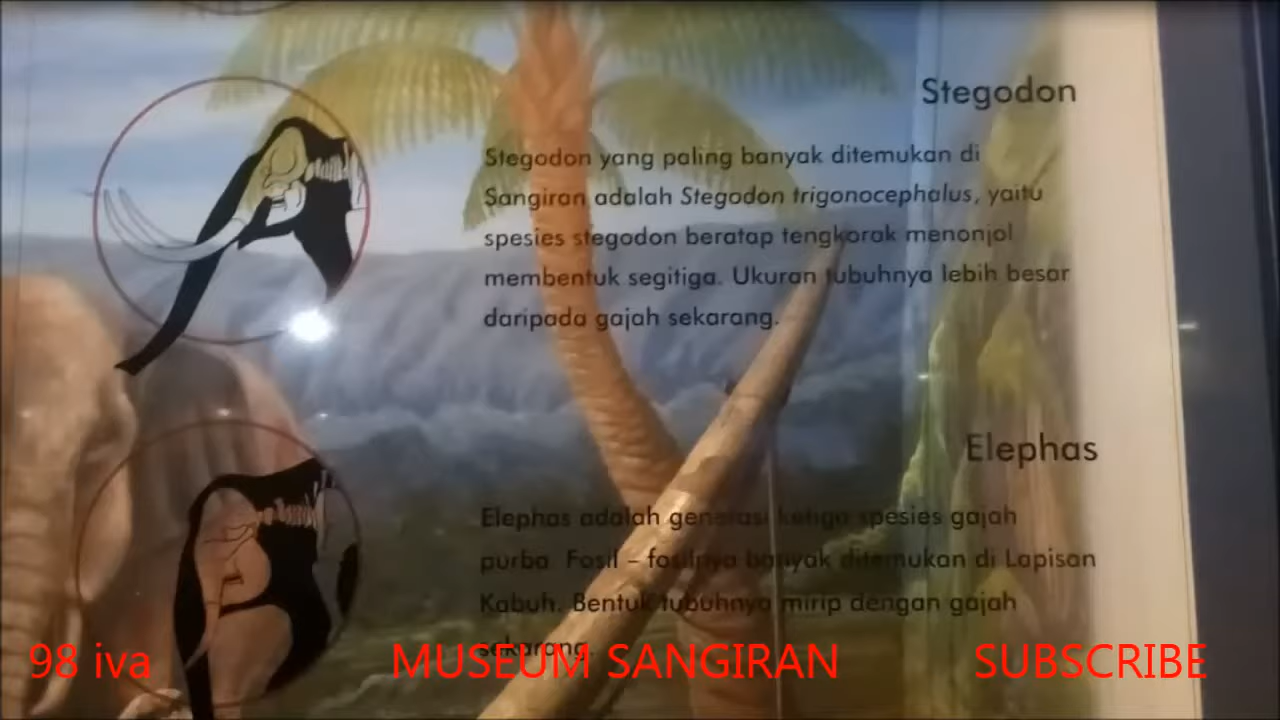 Stegodon
Stegodon yang paling banyak ditemukan di
Sangiran adalah Stegodon trigonocephalus, yaitu
spesies stegodon beratap tengkorak menonjol
membentuk segitiga. Ukuran tubuhnya lebih besar
daripada gajah sekarang.
Elephas
Elephas adalah generasi ketiga spesies gajah
purba. Fosil – fosilnya banyak ditemukan di Lapisan
Kabuh. Bentuk tubuhnya mirip dengan gajah
sekarang.
98 iva MUSEUM SANGIRAN SUBSCRIBE